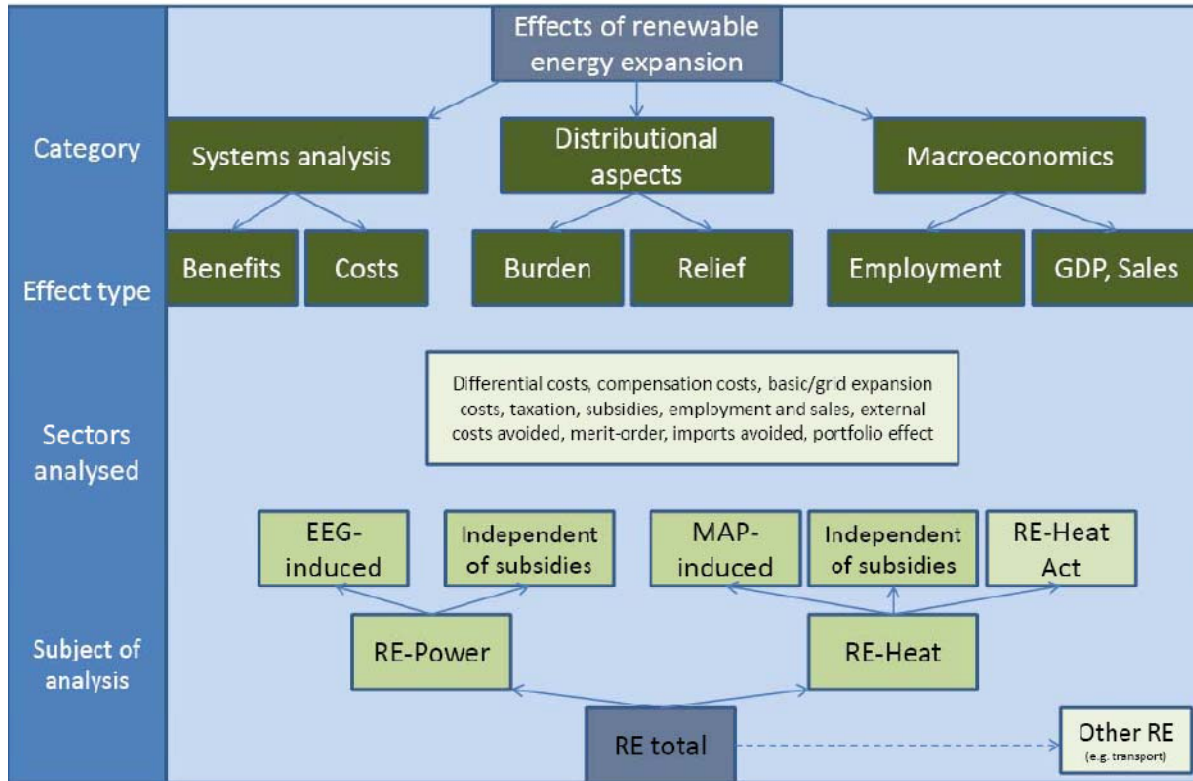 Effects of renewable
energy expansion
Category
Systems analysis
Distributional
aspects
Macroeconomics
Effect type
Benefits
Costs
Burden
Relief
Employment
GDP, Sales
Sectors
analysed
Differential costs, compensation costs, basic/grid expansion
costs, taxation, subsidies, employment and sales, external
costs avoided, merit-order, imports avoided, portfolio effect
EEG-
induced
Independent
of subsidies
MAP-
induced
Independent
of subsidies
RE-Heat
Act
Subject of
analysis
RE-Power
RE-Heat
RE total
Other RE
(e.g. transport)